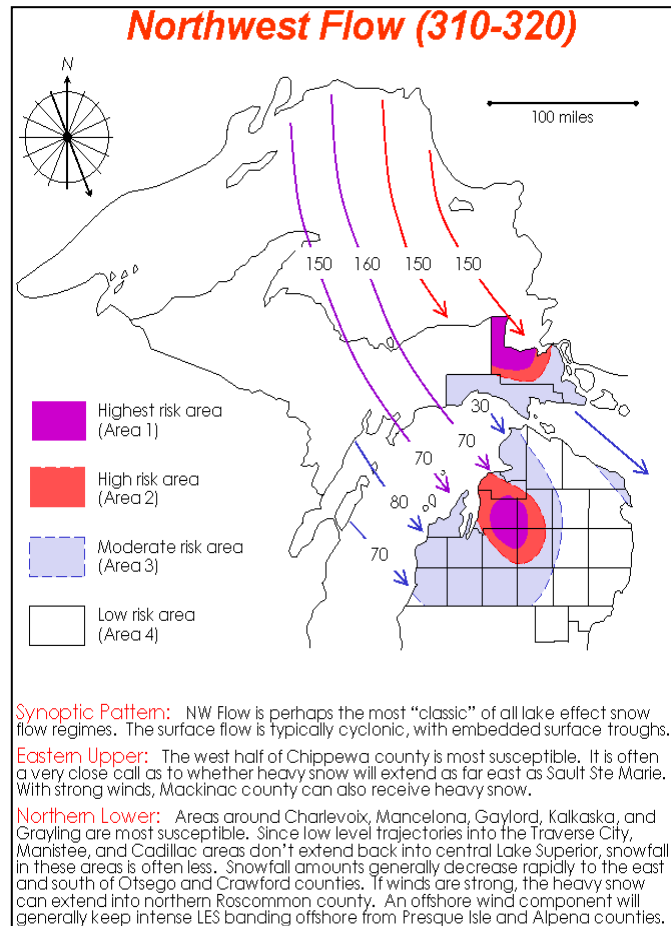 Northwest Flow (310-320)
N
100 miles
150 160 150 150
30
70 70
80
70
Highest risk area
(Area 1)
High risk area
(Area 2)
Moderate risk area
(Area 3)
Low risk area
(Area 4)
Synoptic Pattern: NW Flow is perhaps the most “classic” of all lake effect snow
flow regimes. The surface flow is typically cyclonic, with embedded surface troughs.
Eastern Upper: The west half of Chippewa county is most susceptible. It is often
a very close call as to whether heavy snow will extend as far east as Sault Ste Marie.
With strong winds, Mackinac county can also receive heavy snow.
Northern Lower: Areas around Charlevoix, Mancelona, Gaylord, Kalkaska, and
Grayling are most susceptible. Since low level trajectories into the Traverse City,
Manistee, and Cadillac areas don’t extend back into central Lake Superior, snowfall
in these areas is often less. Snowfall amounts generally decrease rapidly to the east
and south of Otsego and Crawford counties. If winds are strong, the heavy snow
can extend into northern Roscommon county. An offshore wind component will
generally keep intense LES banding offshore from Presque Isle and Alpena counties.